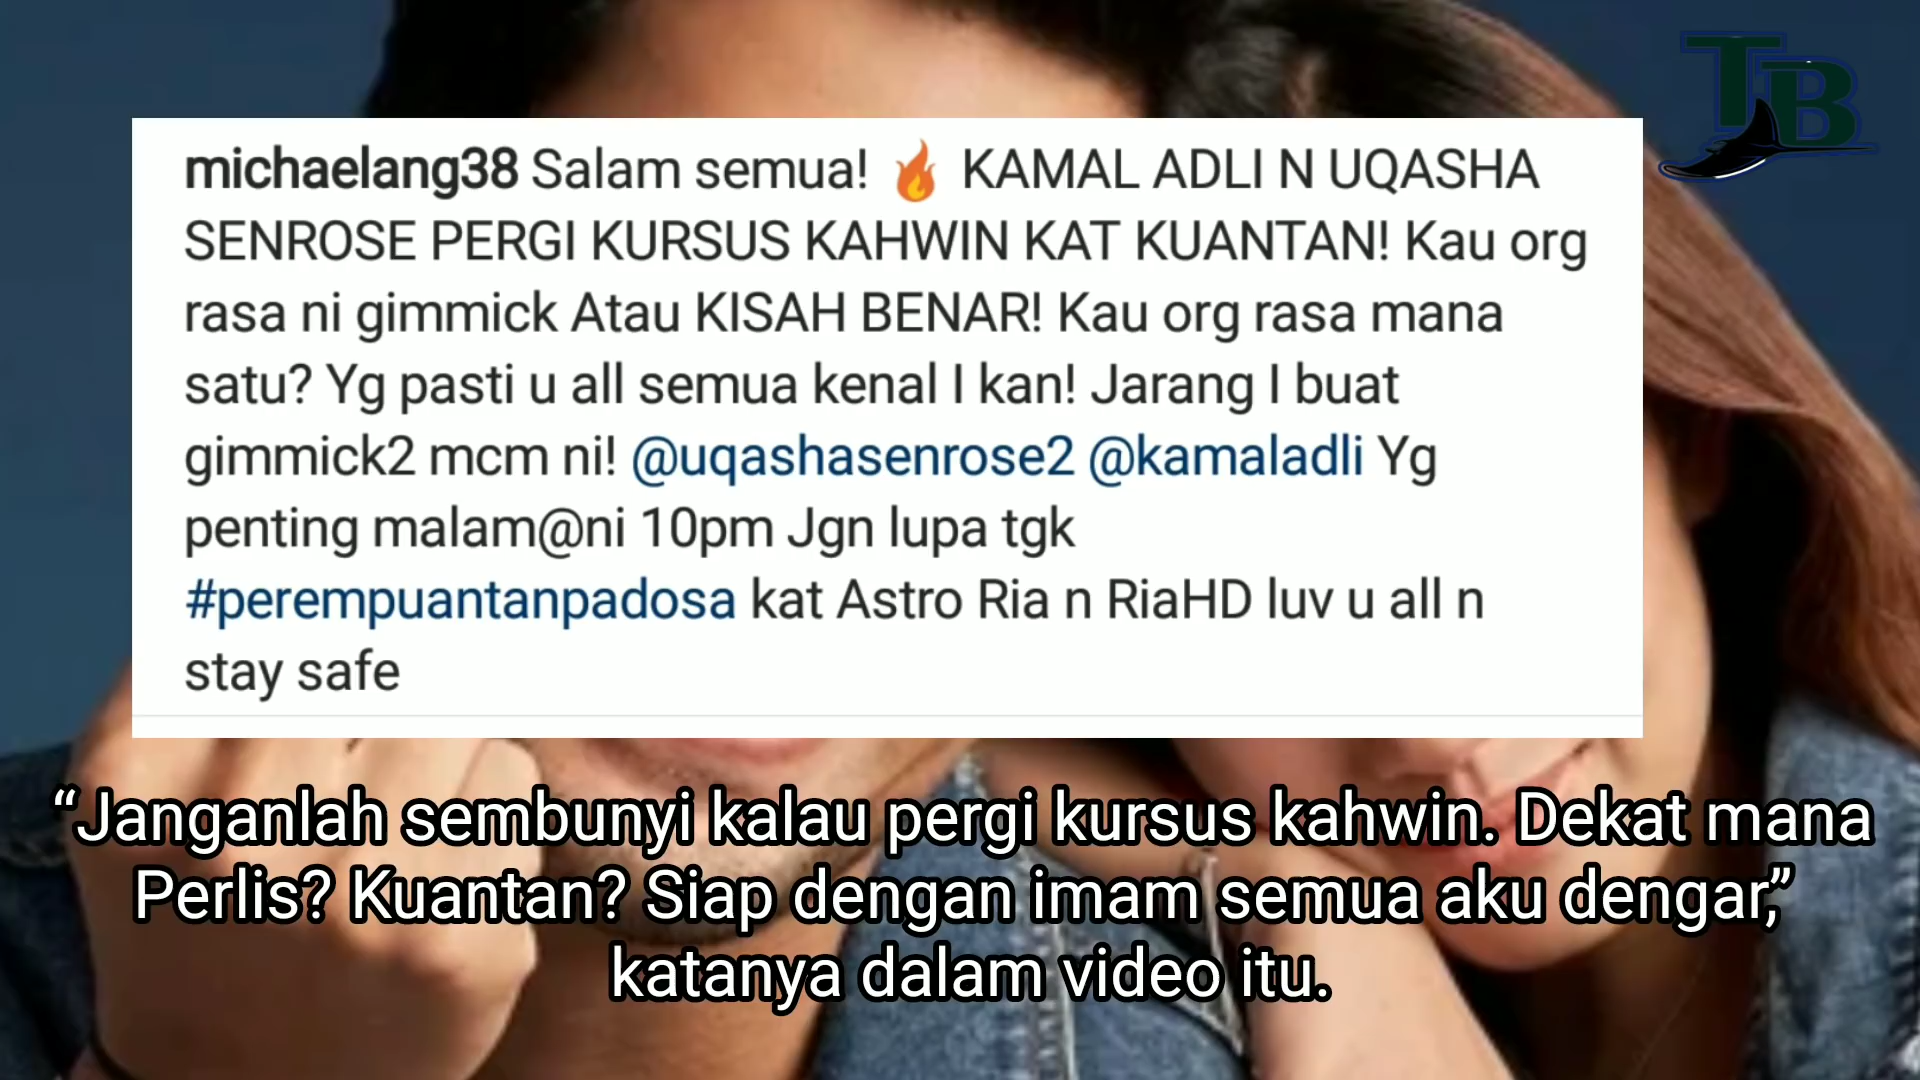 TB
michaelang38 Salam semua! 🔥 KAMAL ADLI N UQASHA
SENROSE PERGI KURSUS KAHWIN KAT KUANTAN! Kau org
rasa ni gimmick Atau KISAH BENAR! Kau org rasa mana
satu? Yg pasti u all semua kenal I kan! Jarang I buat
gimmick2 mcm ni! @uqashasenrose2 @kamaladli Yg
penting malam@ni 10pm Jgn lupa tgk
#perempuantanpadosa kat Astro Ria n RiaHD luv u all n
stay safe
“Janganlah sembunyi kalau pergi kursus kahwin. Dekat mana
Perlis? Kuantan? Siap dengan imam semua aku dengar,”
katanya dalam video itu.